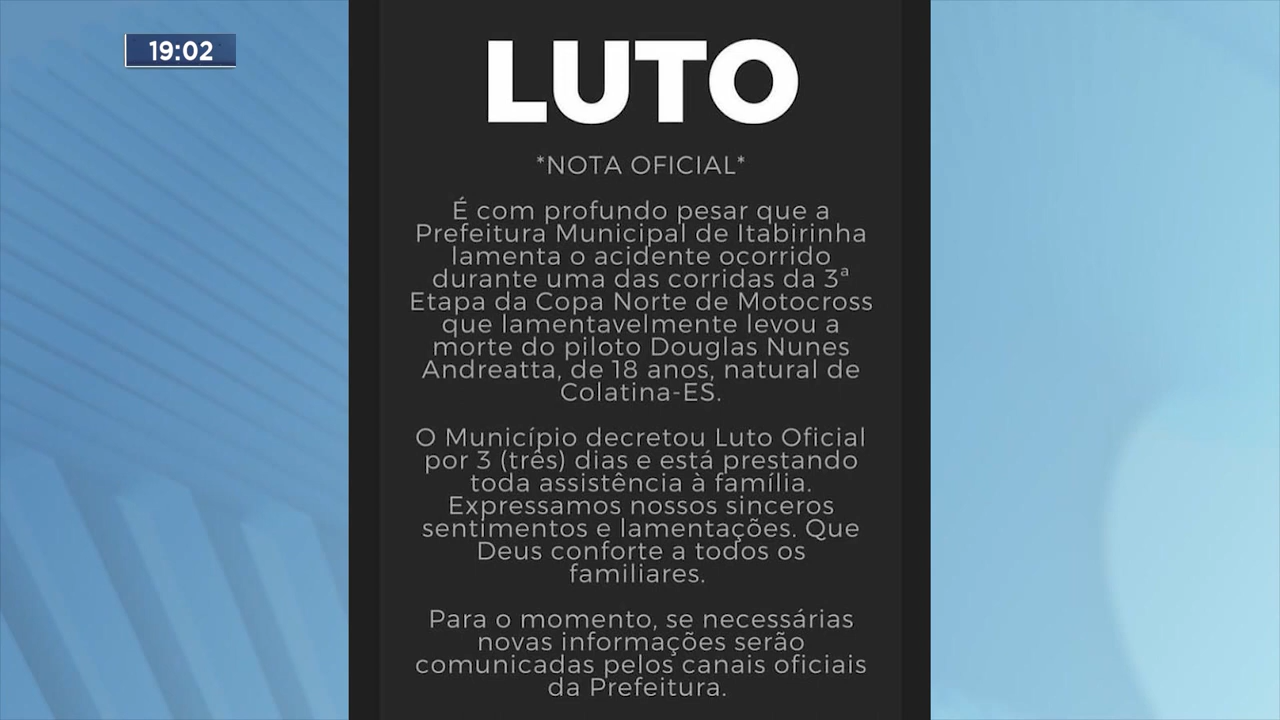 19:02
LUTO
*NOTA OFICIAL*
É com profundo pesar que a
Prefeitura Municipal de Itabirinha
lamenta o acidente ocorrido
durante uma das corridas da 3ª
Etapa da Copa Norte de Motocross
que lamentavelmente levou a
morte do piloto Douglas Nunes
Andreatta, de 18 anos, natural de
Colatina-ES.
O Município decretou Luto Oficial
por 3 (três) dias e está prestando
toda assistência à família.
Expressamos nossos sinceros
sentimentos e lamentações. Que
Deus conforte a todos os
familiares.
Para o momento, se necessárias
novas informações serão
comunicadas pelos canais oficiais
da Prefeitura.